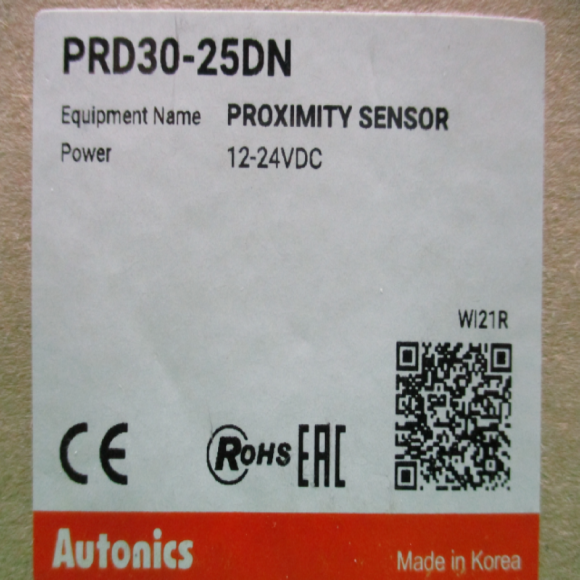 PRD30-25DN
Equipment Name PROXIMITY SENSOR
Power 12-24VDC
WI21R
CE RoHS EAC
Autonics Made in Korea